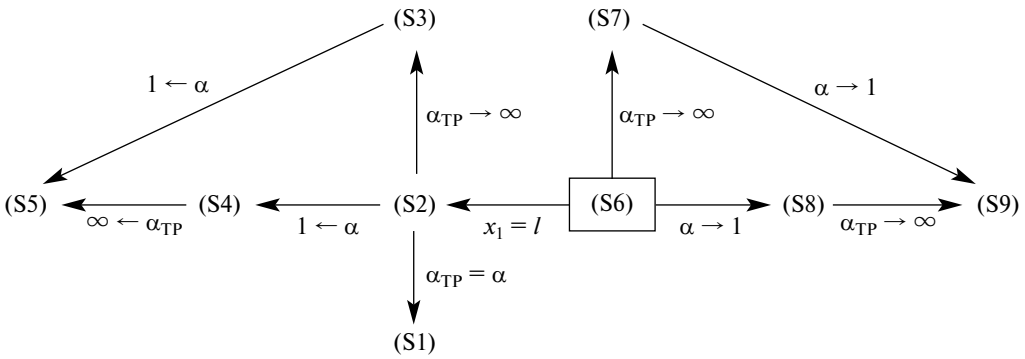 (S3)
(S7)
1 ← α
α_TP → ∞
α_TP → ∞
α → 1
(S5)
(S4)
(S2)
(S6)
(S8)
(S9)
∞ ← α_TP
1 ← α
x_1 = l
α → 1
α_TP → ∞
α_TP = α
(S1)